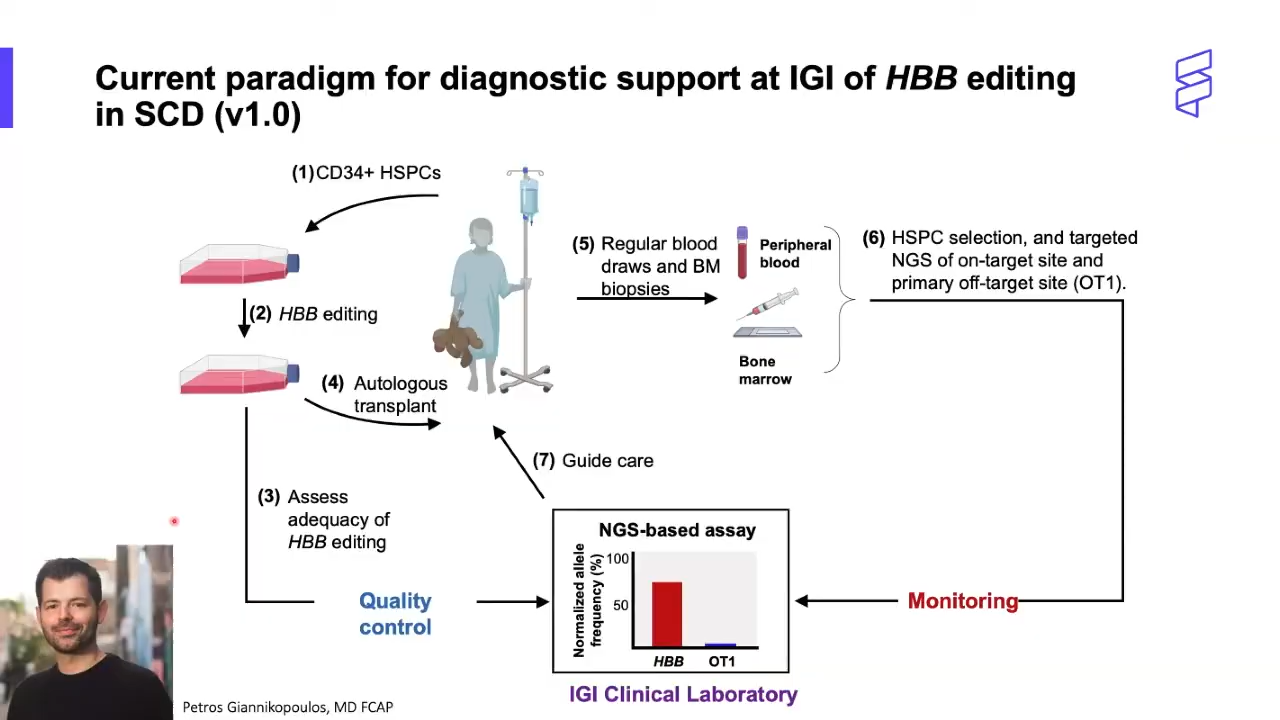 Current paradigm for diagnostic support at IGI of HBB editing
in SCD (v1.0)
(1)CD34+ HSPCs
(2) HBB editing
(3) Assess
adequacy of
HBB editing
(4) Autologous
transplant
(5) Regular blood
draws and BM
biopsies
Peripheral
blood
Bone
marrow
(6) HSPC selection, and targeted
NGS of on-target site and
primary off-target site (OT1).
(7) Guide care
Quality
control
NGS-based assay
Normalized allele
frequency (%)
100
50
HBB OT1
Monitoring
IGI Clinical Laboratory
Petros Giannikopoulos, MD FCAP